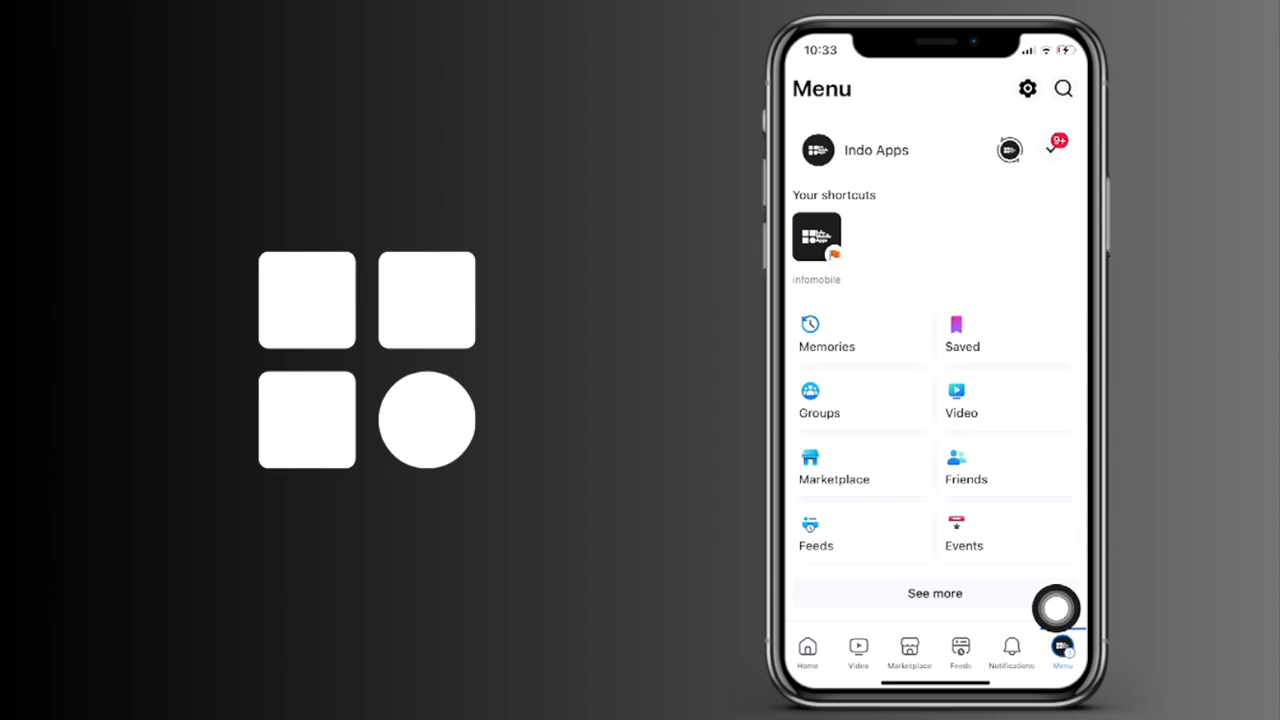 10:33
Menu
Indo Apps
9+
Your shortcuts
infomobile
Memories
Saved
Groups
Video
Marketplace
Friends
Feeds
Events
See more
Home
Video
Marketplace
Feeds
Notifications
Menu